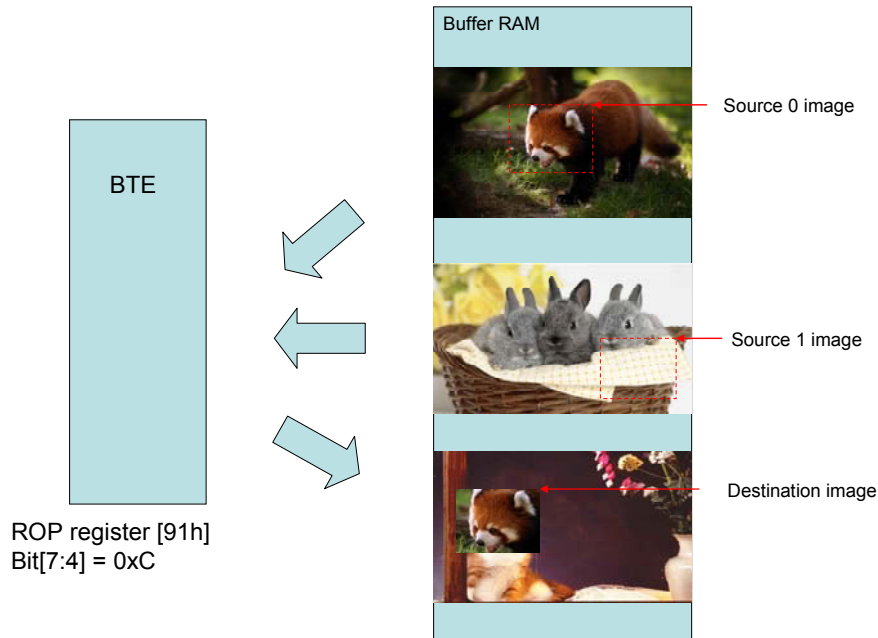 Buffer RAM
Source 0 image
BTE
Source 1 image
Destination image
ROP register [91h]
Bit[7:4] = 0xC